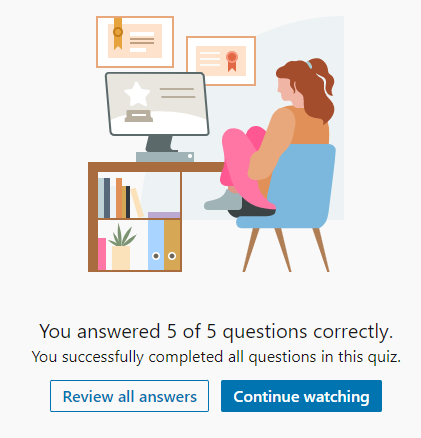 You answered 5 of 5 questions correctly.
You successfully completed all questions in this quiz.
Review all answers
Continue watching